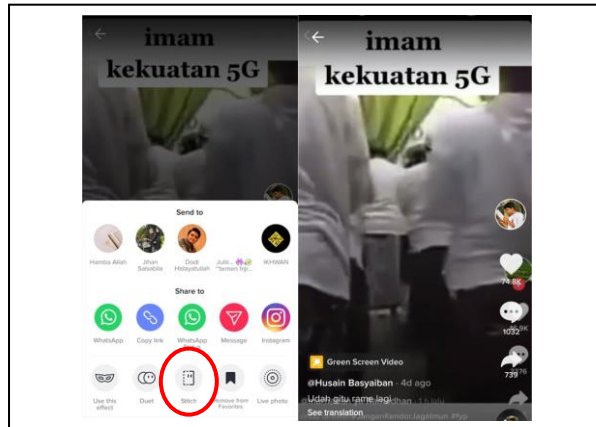 imam
kekuatan 5G
Send to
Hamba Allah
Jihan
Salsabila
Dadi
Hidayatullah
IKHWAN
Share to
WhatsApp
Copy link
WhatsApp
Message
Instagram
Use this
effect
Duet
Stitch
Remove from
Favorites
Live photo
imam
kekuatan 5G
74.8K
1032
739
Green Screen Video
@Husain Basyaiban · 4d ago
Udah gitu rame lagi
See translation